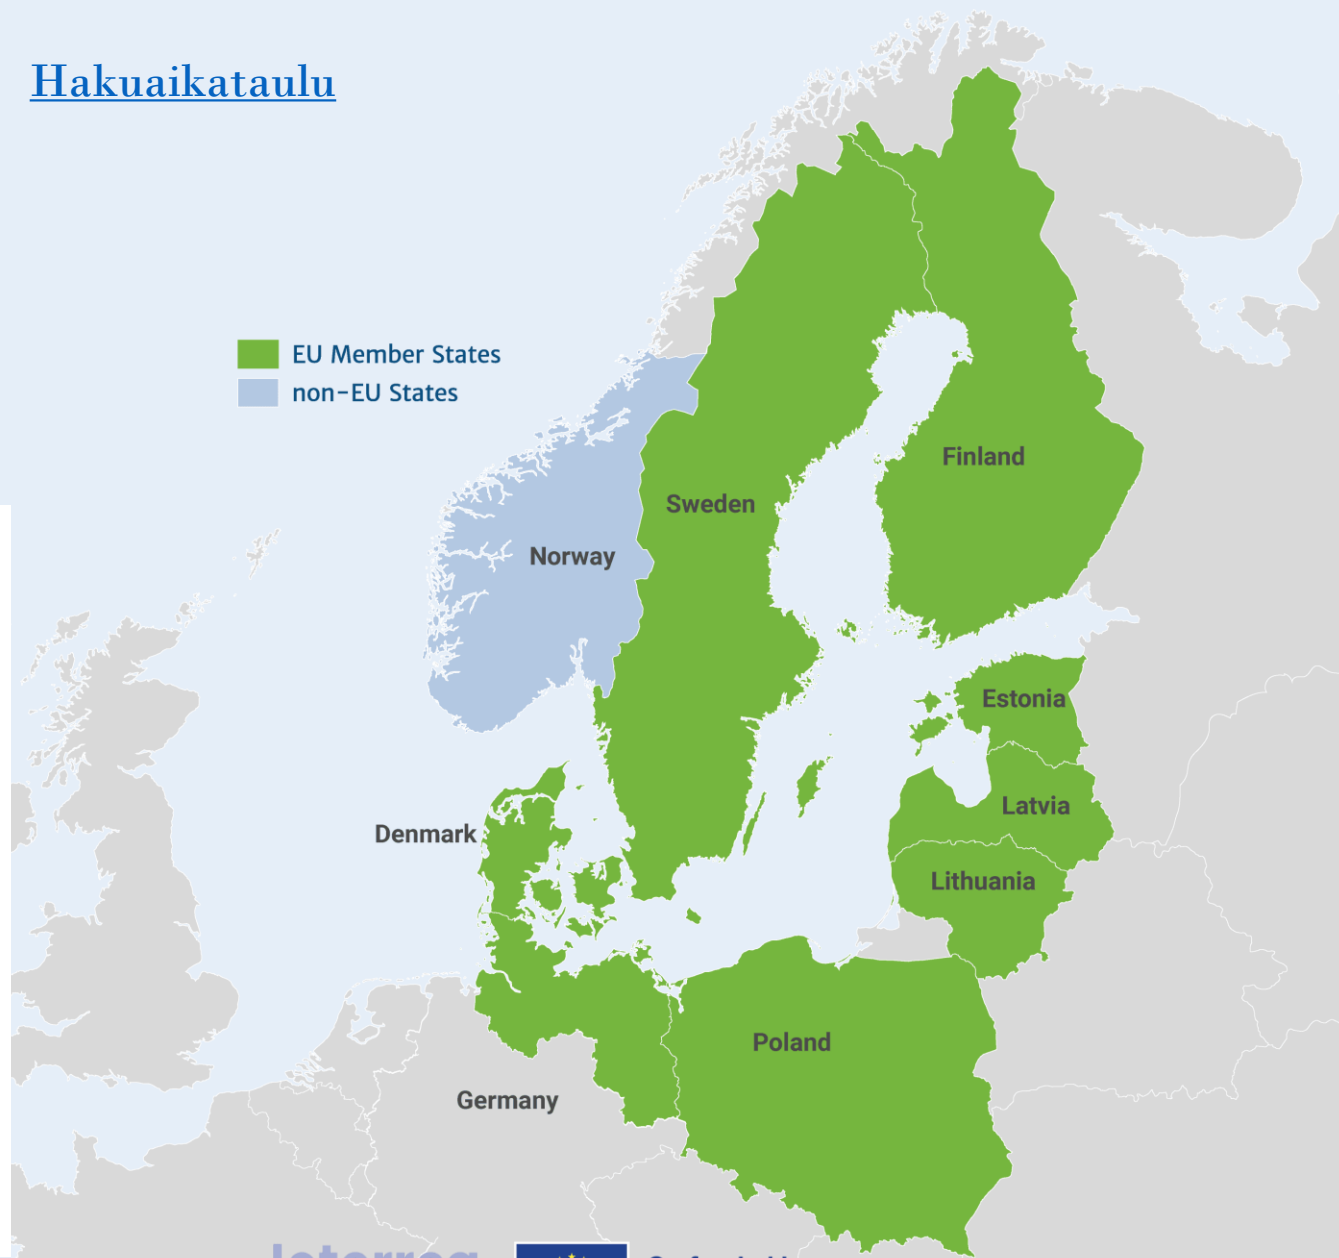 Hakuaikataulu
EU Member States
non-EU States
Finland
Sweden
Norway
Estonia
Latvia
Denmark
Lithuania
Poland
Germany